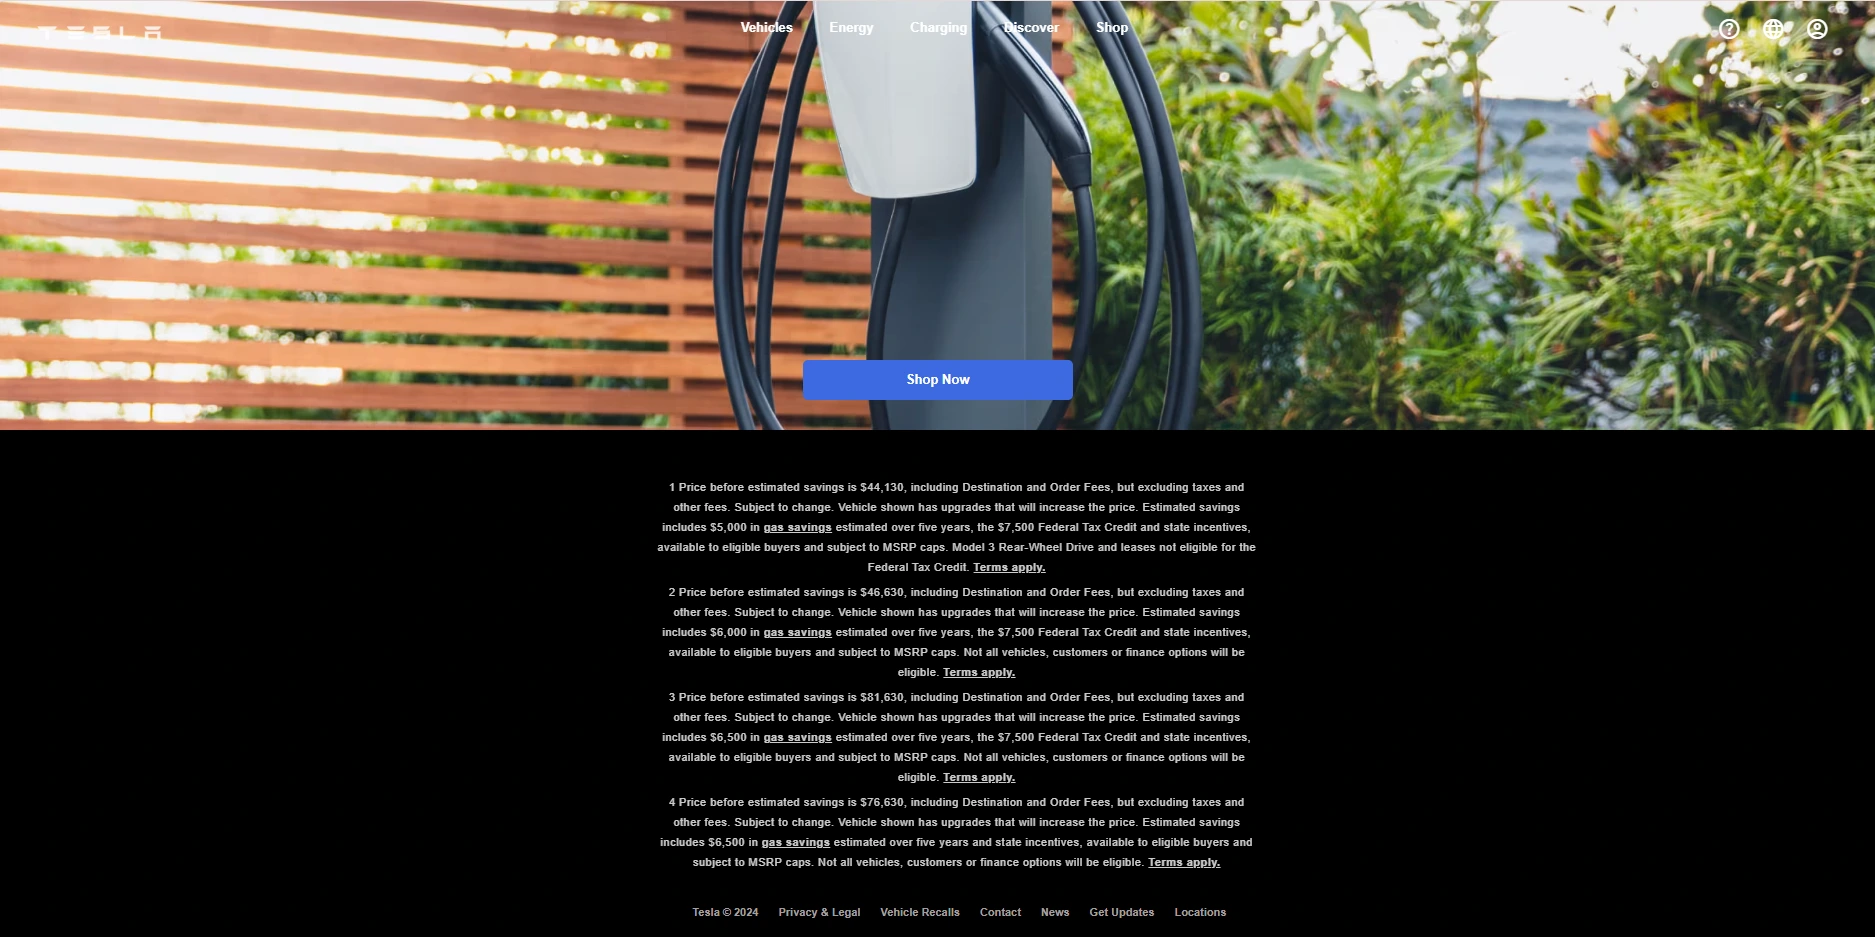 TESLA
Vehicles Energy Charging Discover Shop
Shop Now
1 Price before estimated savings is $44,130, including Destination and Order Fees, but excluding taxes and
other fees. Subject to change. Vehicle shown has upgrades that will increase the price. Estimated savings
includes $5,000 in gas savings estimated over five years, the $7,500 Federal Tax Credit and state incentives,
available to eligible buyers and subject to MSRP caps. Model 3 Rear-Wheel Drive and leases not eligible for the
Federal Tax Credit. Terms apply.
2 Price before estimated savings is $46,630, including Destination and Order Fees, but excluding taxes and
other fees. Subject to change. Vehicle shown has upgrades that will increase the price. Estimated savings
includes $6,000 in gas savings estimated over five years, the $7,500 Federal Tax Credit and state incentives,
available to eligible buyers and subject to MSRP caps. Not all vehicles, customers or finance options will be
eligible. Terms apply.
3 Price before estimated savings is $81,630, including Destination and Order Fees, but excluding taxes and
other fees. Subject to change. Vehicle shown has upgrades that will increase the price. Estimated savings
includes $6,500 in gas savings estimated over five years, the $7,500 Federal Tax Credit and state incentives,
available to eligible buyers and subject to MSRP caps. Not all vehicles, customers or finance options will be
eligible. Terms apply.
4 Price before estimated savings is $76,630, including Destination and Order Fees, but excluding taxes and
other fees. Subject to change. Vehicle shown has upgrades that will increase the price. Estimated savings
includes $6,500 in gas savings estimated over five years and state incentives, available to eligible buyers and
subject to MSRP caps. Not all vehicles, customers or finance options will be eligible. Terms apply.
Tesla © 2024 Privacy & Legal Vehicle Recalls Contact News Get Updates Locations